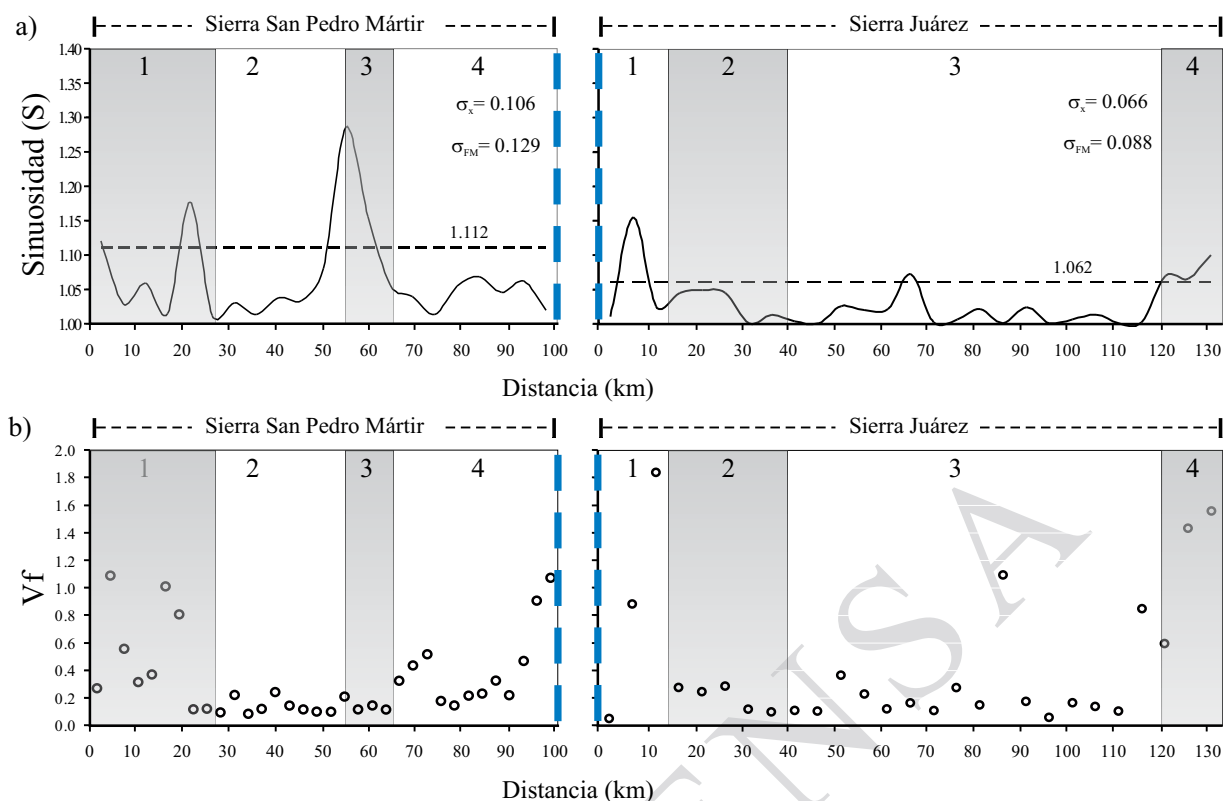 a)
Sierra San Pedro Mártir
Sierra Juárez
1.40
1.35
1.30
1.25
1.20
1.15
1.10
1.05
1.00
Sinuosidad (S)
1 2 3 4
σx= 0.106
σFM= 0.129
1.112
1 2 3 4
σx= 0.066
σFM= 0.088
1.062
0 10 20 30 40 50 60 70 80 90 100
0 10 20 30 40 50 60 70 80 90 100 110 120 130
Distancia (km)
b)
Sierra San Pedro Mártir
Sierra Juárez
2.0
1.8
1.6
1.4
1.2
1.0
0.8
0.6
0.4
0.2
0.0
Vf
1 2 3 4
1 2 3 4
0 10 20 30 40 50 60 70 80 90 100
0 10 20 30 40 50 60 70 80 90 100 110 120 130
Distancia (km)